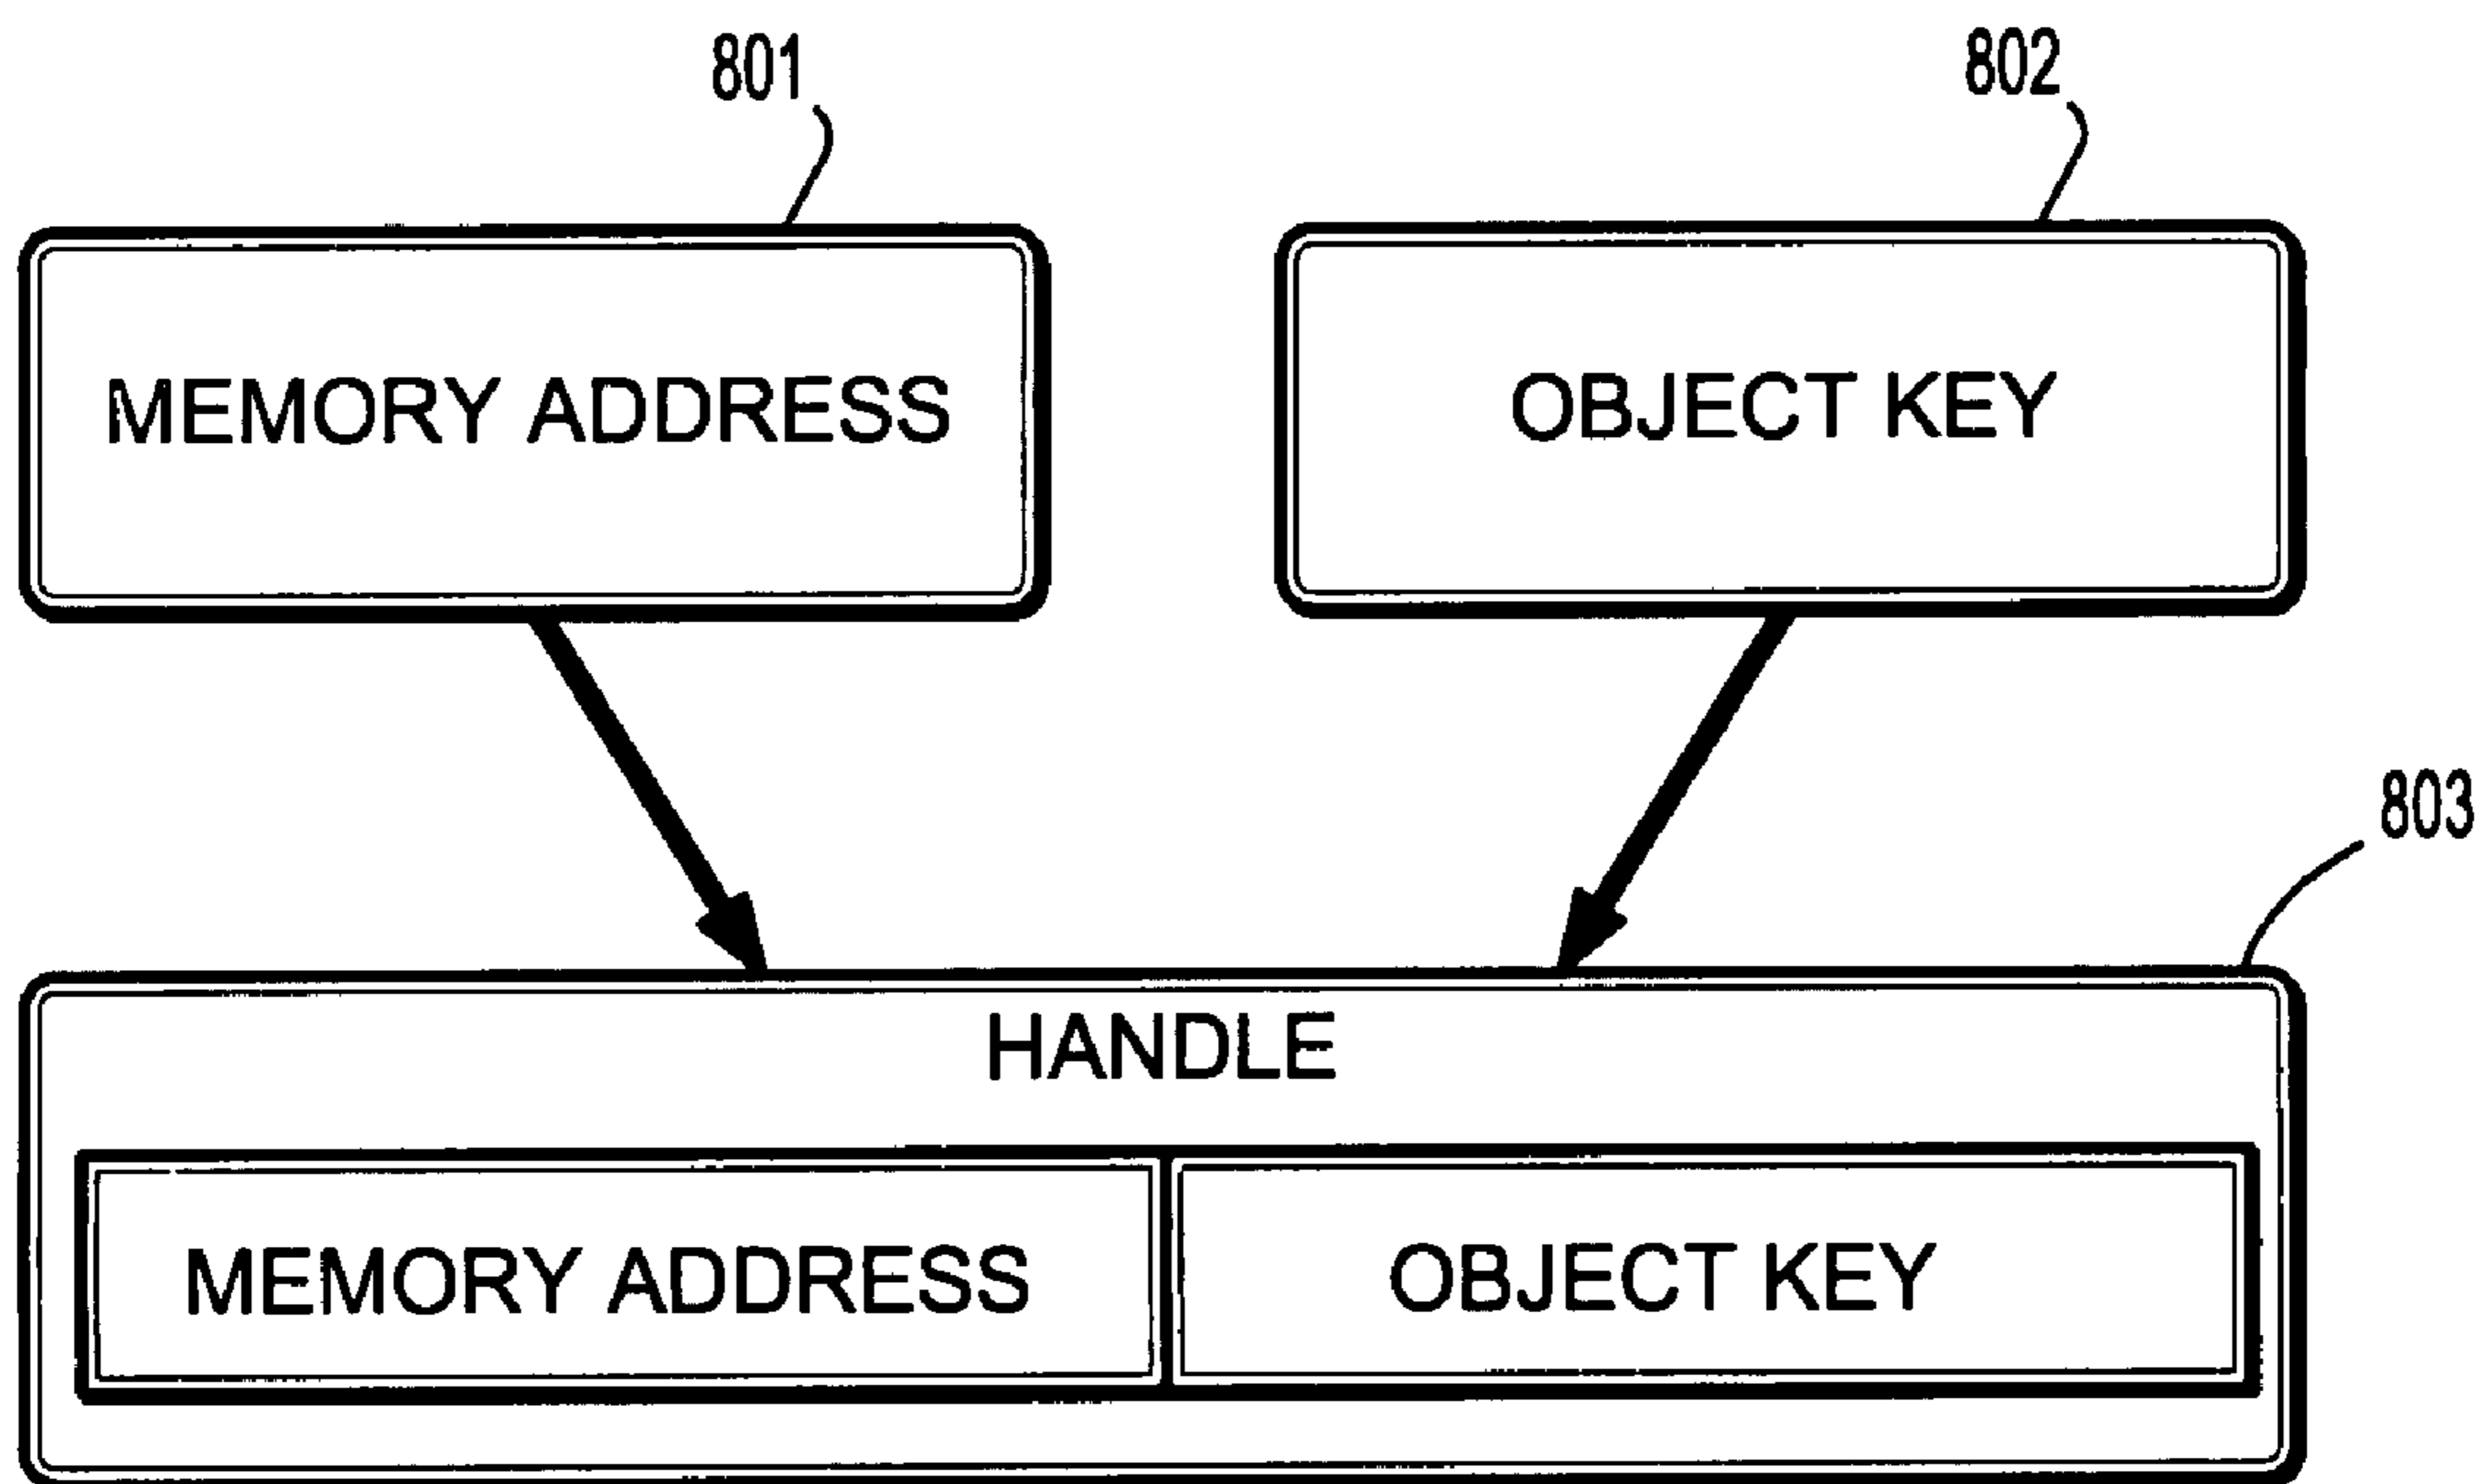 801
802
MEMORY ADDRESS
OBJECT KEY
803
HANDLE
MEMORY ADDRESS
OBJECT KEY